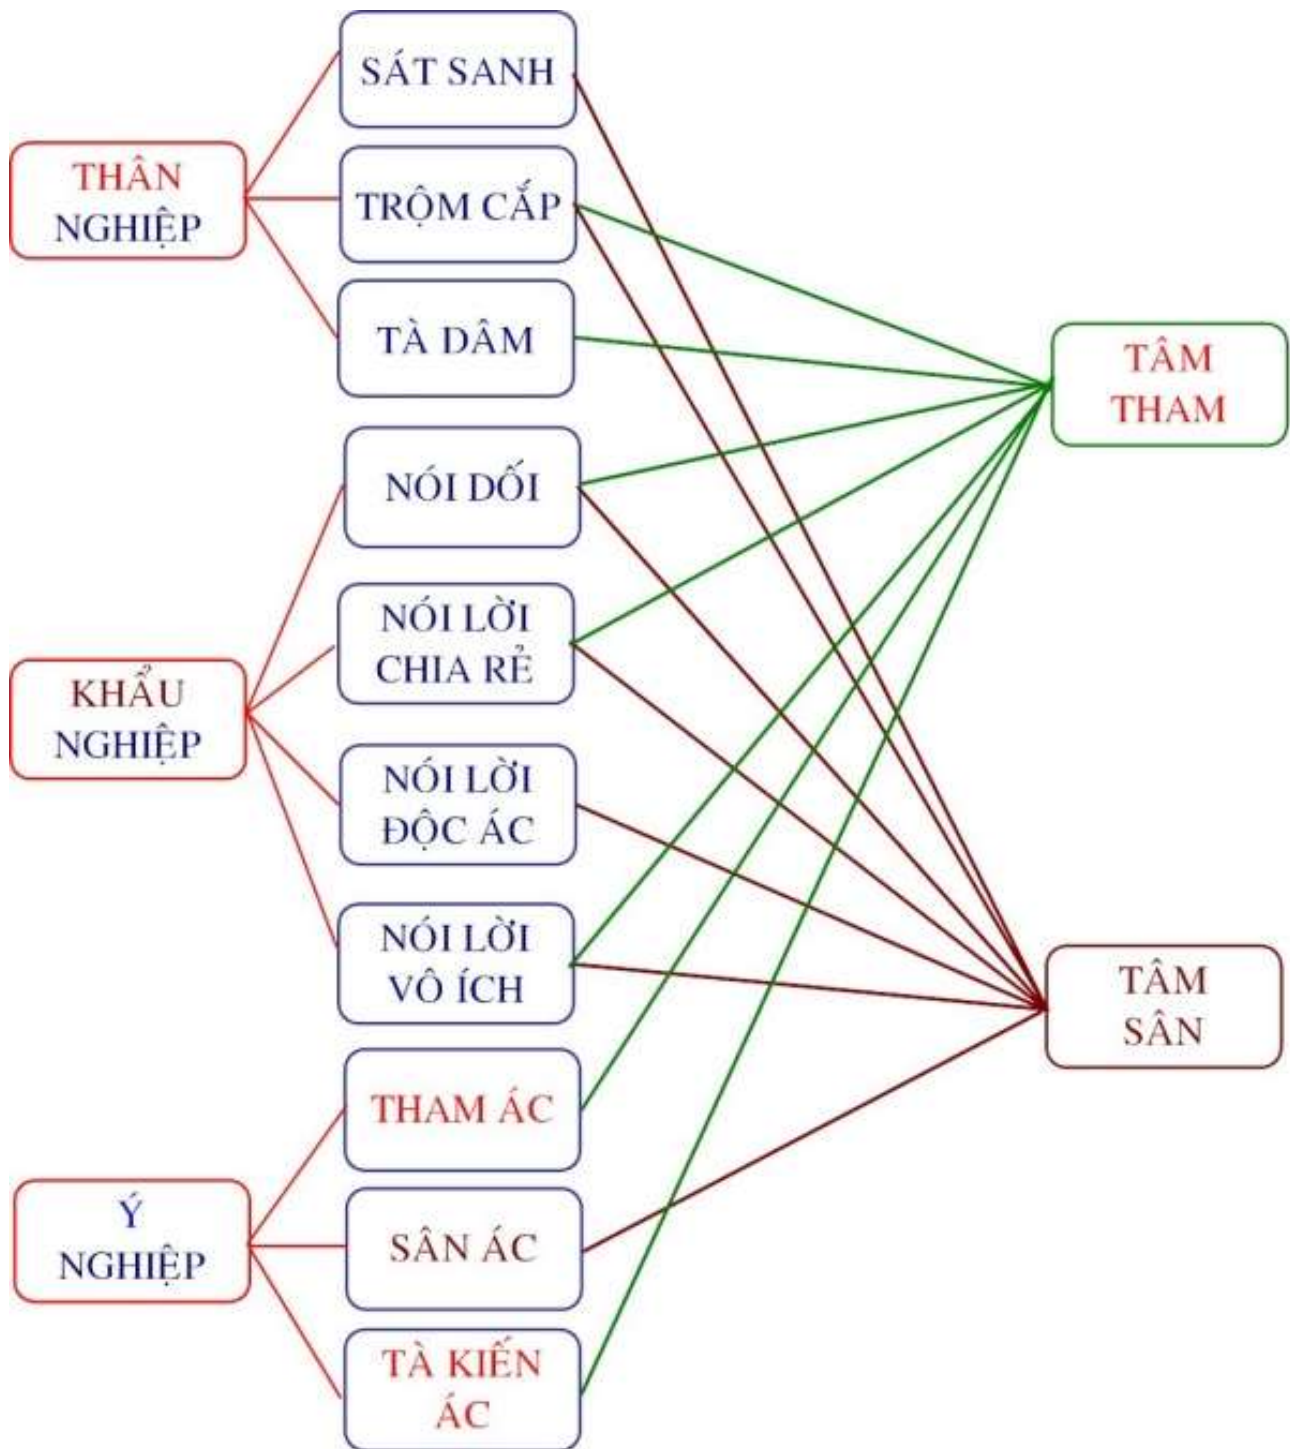 THÂN
NGHIỆP
SÁT SANH
TRỘM CẮP
TÀ DÂM
KHẨU
NGHIỆP
NÓI DỐI
NÓI LỜI
CHIA RẺ
NÓI LỜI
ĐỘC ÁC
NÓI LỜI
VÔ ÍCH
Ý
NGHIỆP
THAM ÁC
SÂN ÁC
TÀ KIẾN
ÁC
TÂM
THAM
TÂM
SÂN